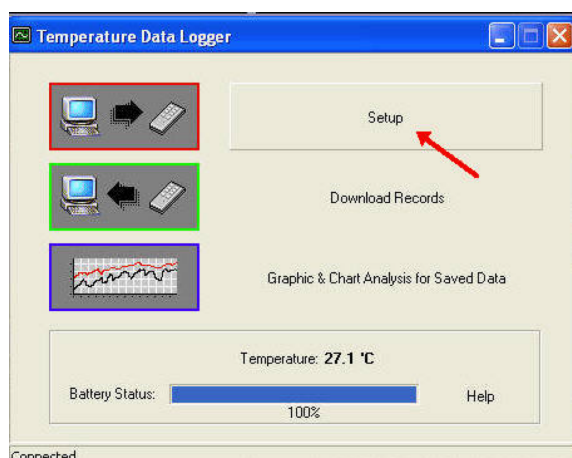 Temperature Data Logger
Setup
Download Records
Graphic & Chart Analysis for Saved Data
Temperature: 27.1 'C
Battery Status:
100%
Help
Connected